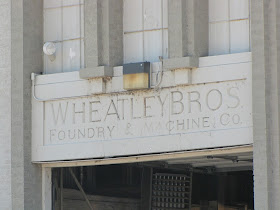 WHEATLEY BROS.
FOUNDRY & MACHINE CO.